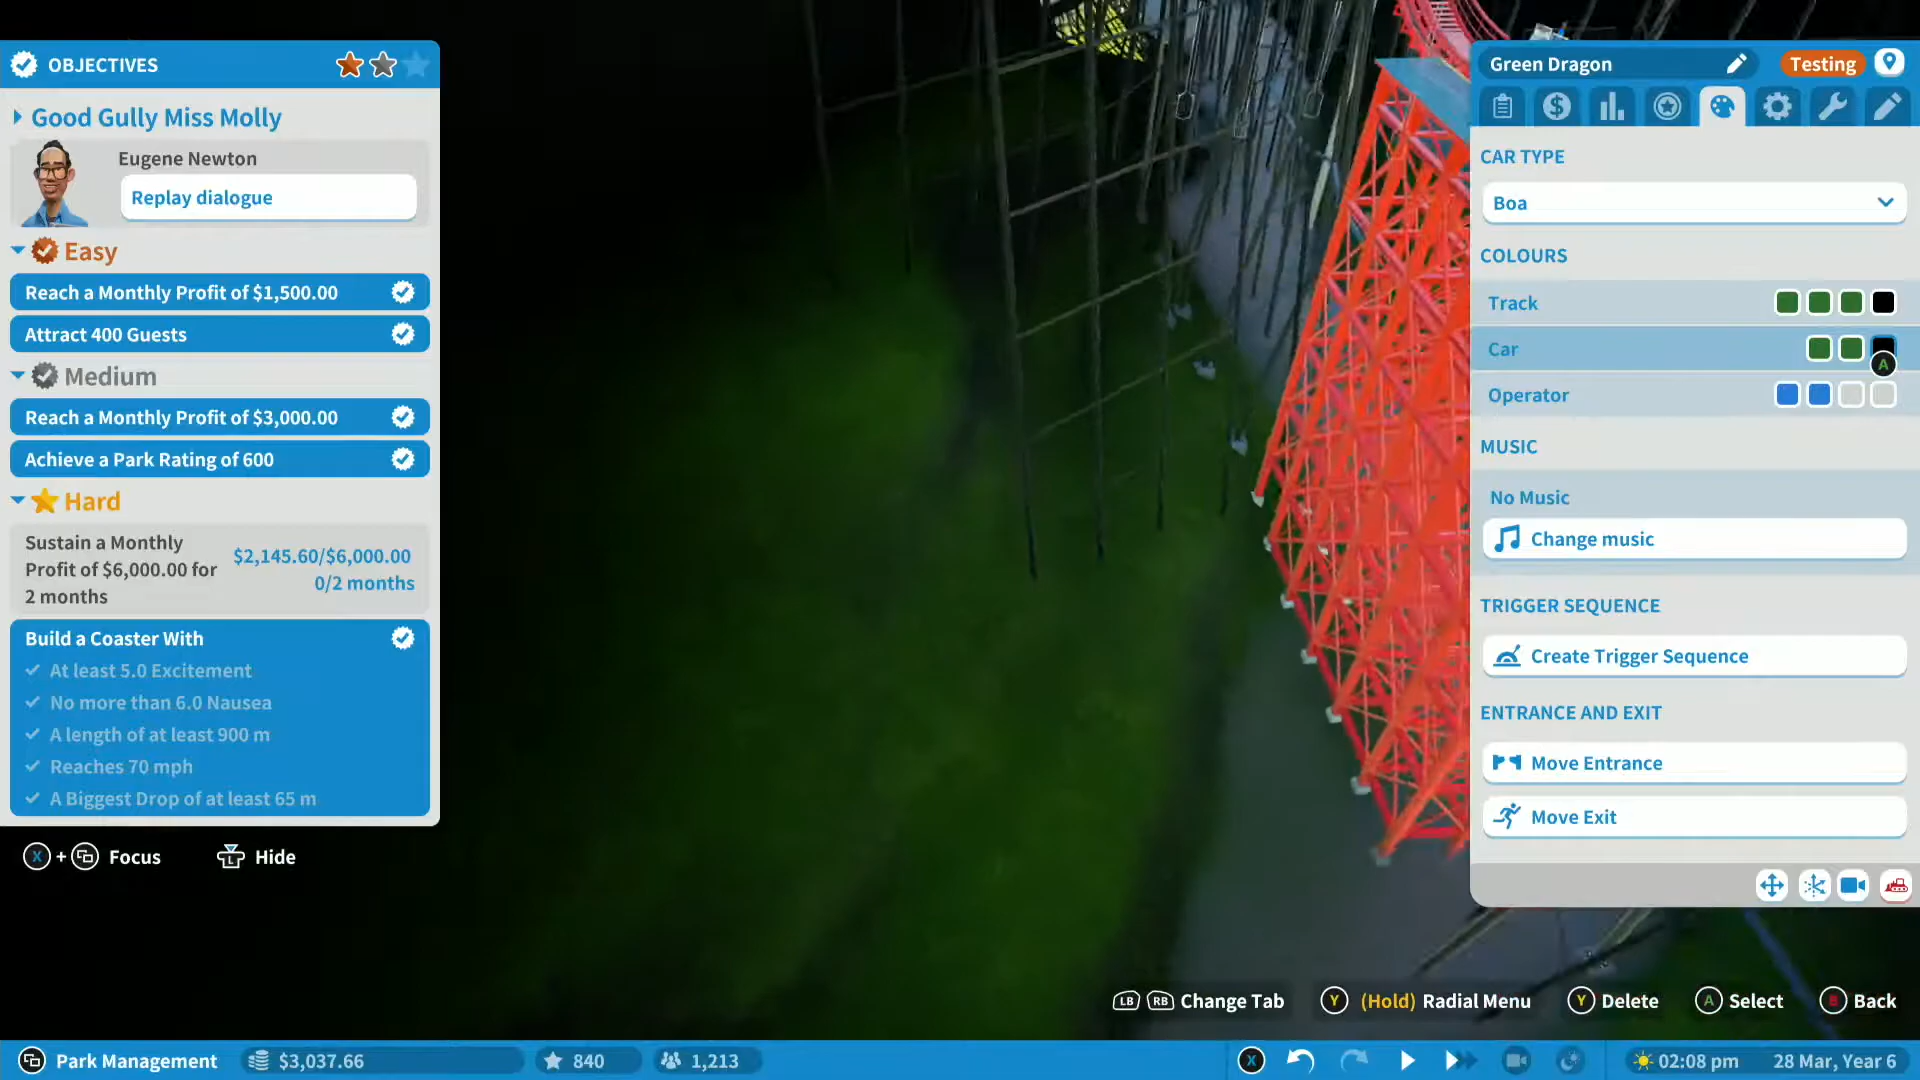 OBJECTIVES
Good Gully Miss Molly
Eugene Newton
Replay dialogue
Easy
Reach a Monthly Profit of $1,500.00
Attract 400 Guests
Medium
Reach a Monthly Profit of $3,000.00
Achieve a Park Rating of 600
Hard
Sustain a Monthly
Profit of $6,000.00 for
2 months
$2,145.60/$6,000.00
0/2 months
Build a Coaster With
At least 5.0 Excitement
No more than 6.0 Nausea
A length of at least 900 m
Reaches 70 mph
A Biggest Drop of at least 65 m
X + Focus
L Hide
Green Dragon
Testing
CAR TYPE
Boa
COLOURS
Track
Car
A
Operator
MUSIC
No Music
Change music
TRIGGER SEQUENCE
Create Trigger Sequence
ENTRANCE AND EXIT
Move Entrance
Move Exit
LB RB Change Tab
Y (Hold) Radial Menu
Y Delete
A Select
B Back
Park Management
$3,037.66
840
1,213
X
02:08 pm
28 Mar, Year 6